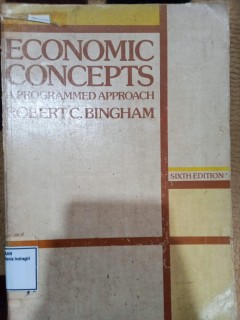 ECONOMIC
CONCEPTS
A PROGRAMMED APPROACH
ROBERT C. BINGHAM
SIXTH EDITION